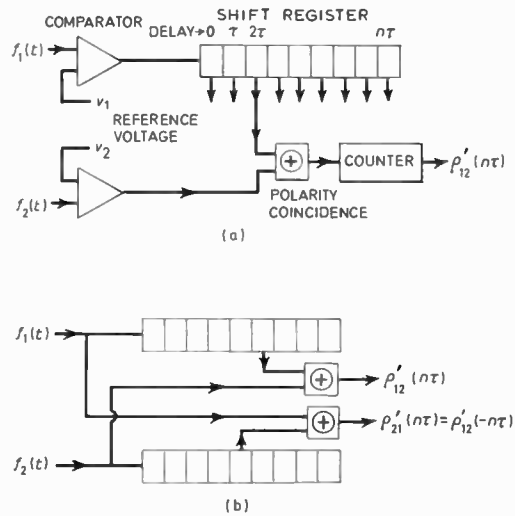 COMPARATOR
SHIFT REGISTER
DELAY→0 τ 2τ nτ
f₁(t)
v₁
REFERENCE
VOLTAGE
v₂
f₂(t)
+
COUNTER
ρ′₁₂(nτ)
POLARITY
COINCIDENCE
(a)
f₁(t)
+
ρ′₁₂(nτ)
+
ρ′₂₁(nτ)=ρ′₁₂(-nτ)
f₂(t)
(b)